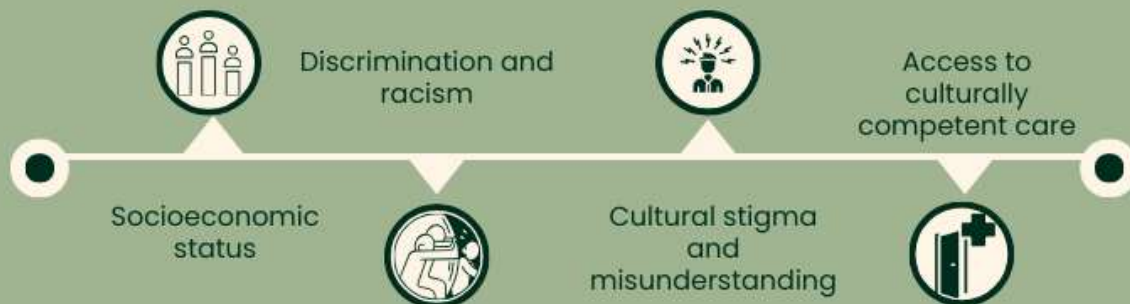 Discrimination and
racism
Access to
culturally
competent care
Socioeconomic
status
Cultural stigma
and
misunderstanding